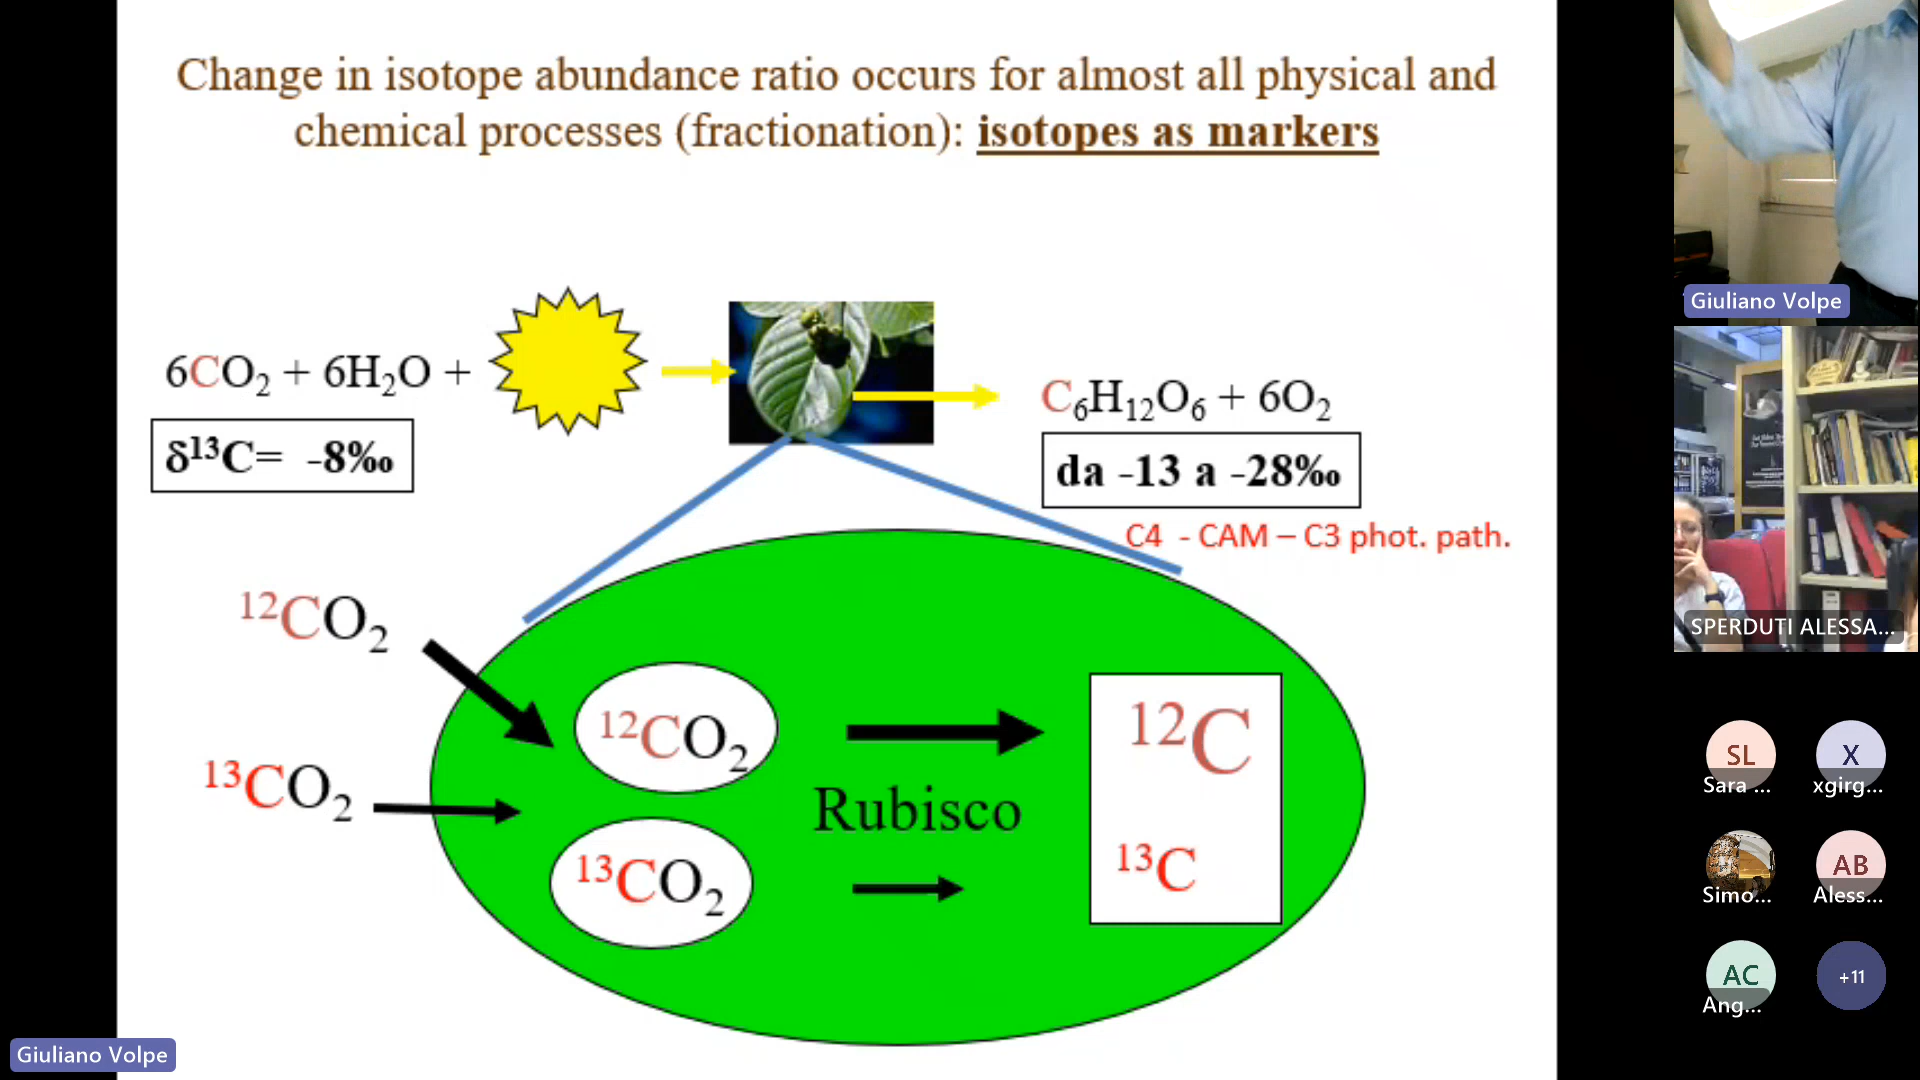 Change in isotope abundance ratio occurs for almost all physical and
chemical processes (fractionation): isotopes as markers
6CO₂ + 6H₂O +
δ¹³C= -8‰
C₆H₁₂O₆ + 6O₂
da -13 a -28‰
C4 - CAM – C3 phot. path.
¹²CO₂
¹³CO₂
¹²CO₂
Rubisco
¹³CO₂
¹²C
¹³C
Giuliano Volpe
Giuliano Volpe
SPERDUTI ALESSA...
SL
Sara ...
X
xgirg...
Simo...
AB
Aless...
AC
Ang...
+11